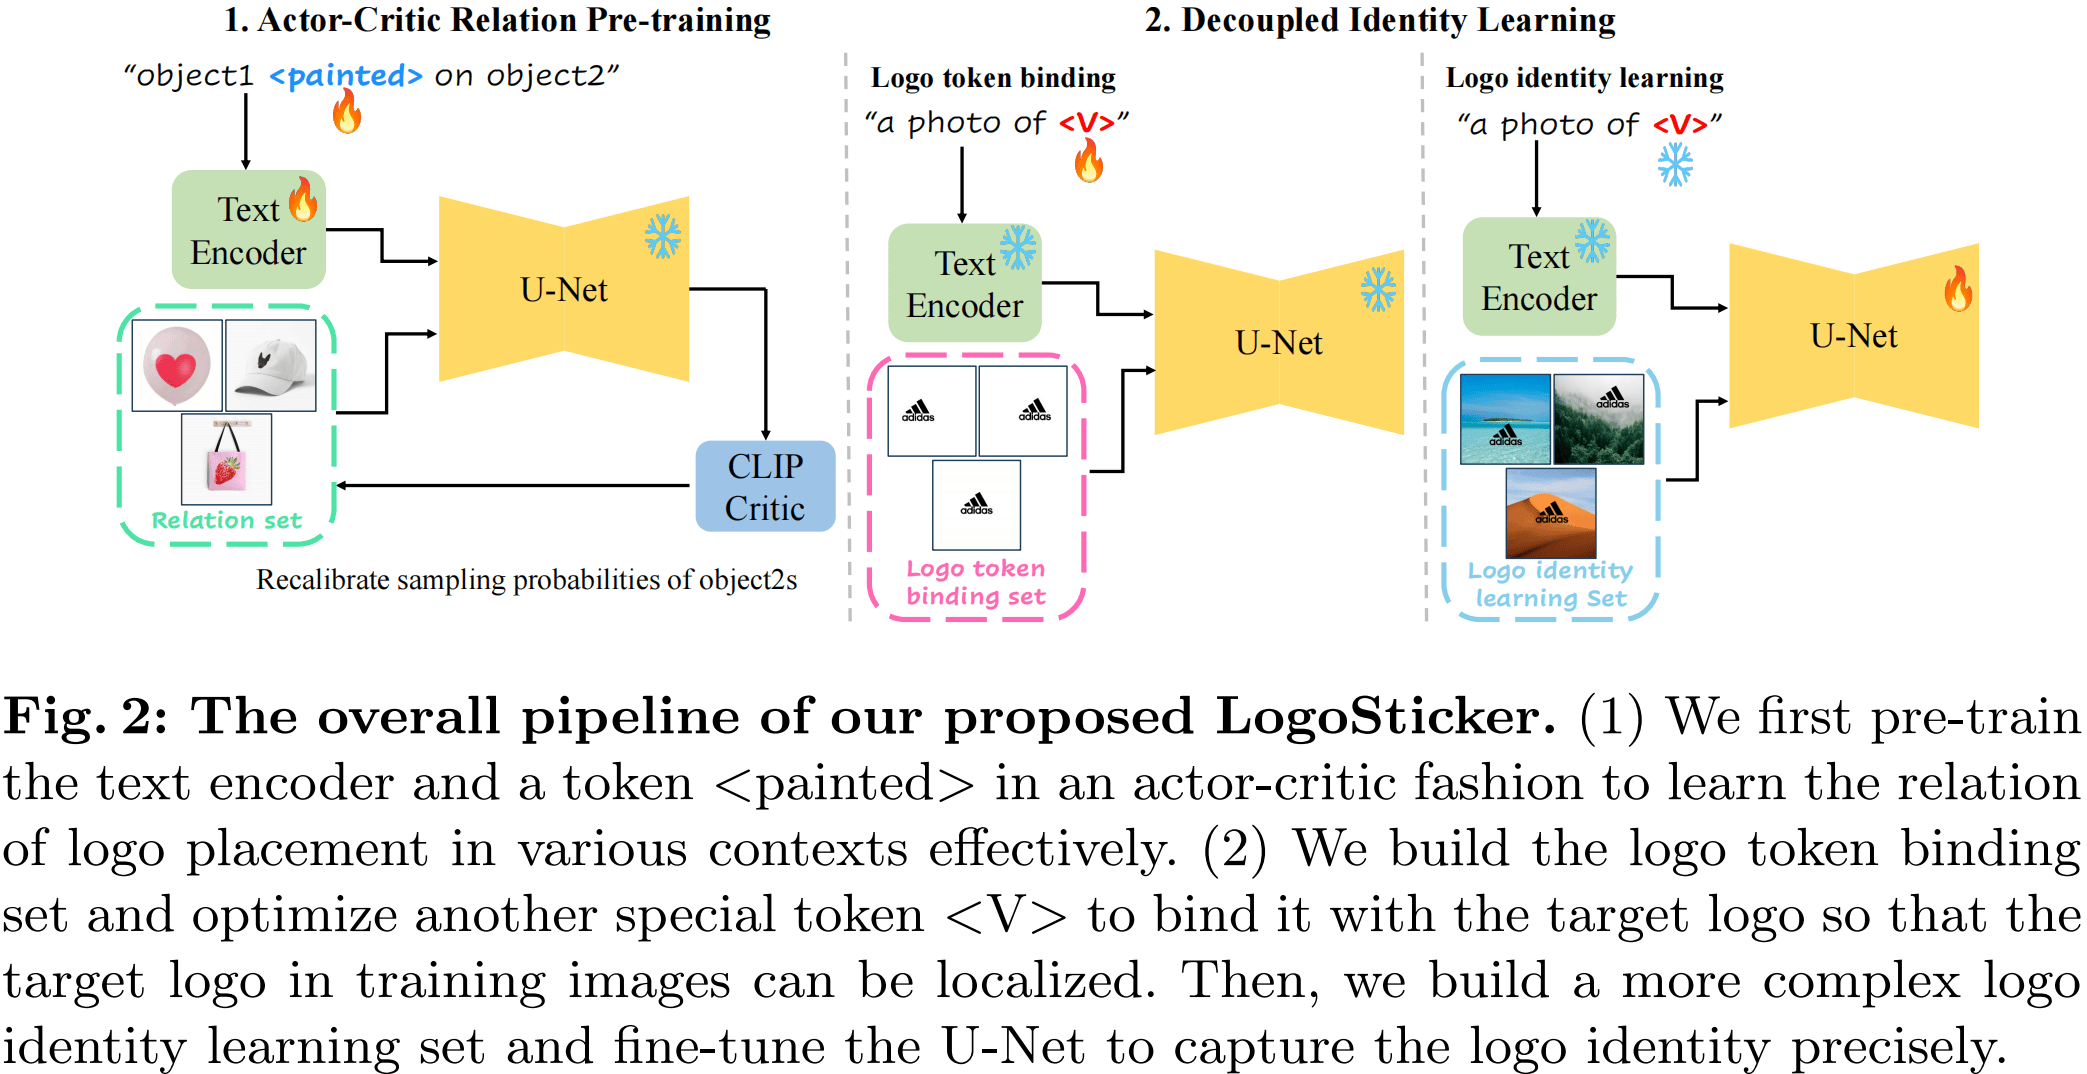 1. Actor-Critic Relation Pre-training
“object1 <painted> on object2”
Text
Encoder
U-Net
CLIP
Critic
Relation set
Recalibrate sampling probabilities of object2s
2. Decoupled Identity Learning
Logo token binding
“a photo of <V>”
Text
Encoder
U-Net
adidas
adidas
adidas
Logo token
binding set
Logo identity learning
“a photo of <V>”
Text
Encoder
U-Net
adidas
adidas
adidas
Logo identity
learning Set
Fig. 2: The overall pipeline of our proposed LogoSticker. (1) We first pre-train
the text encoder and a token <painted> in an actor-critic fashion to learn the relation
of logo placement in various contexts effectively. (2) We build the logo token binding
set and optimize another special token <V> to bind it with the target logo so that the
target logo in training images can be localized. Then, we build a more complex logo
identity learning set and fine-tune the U-Net to capture the logo identity precisely.